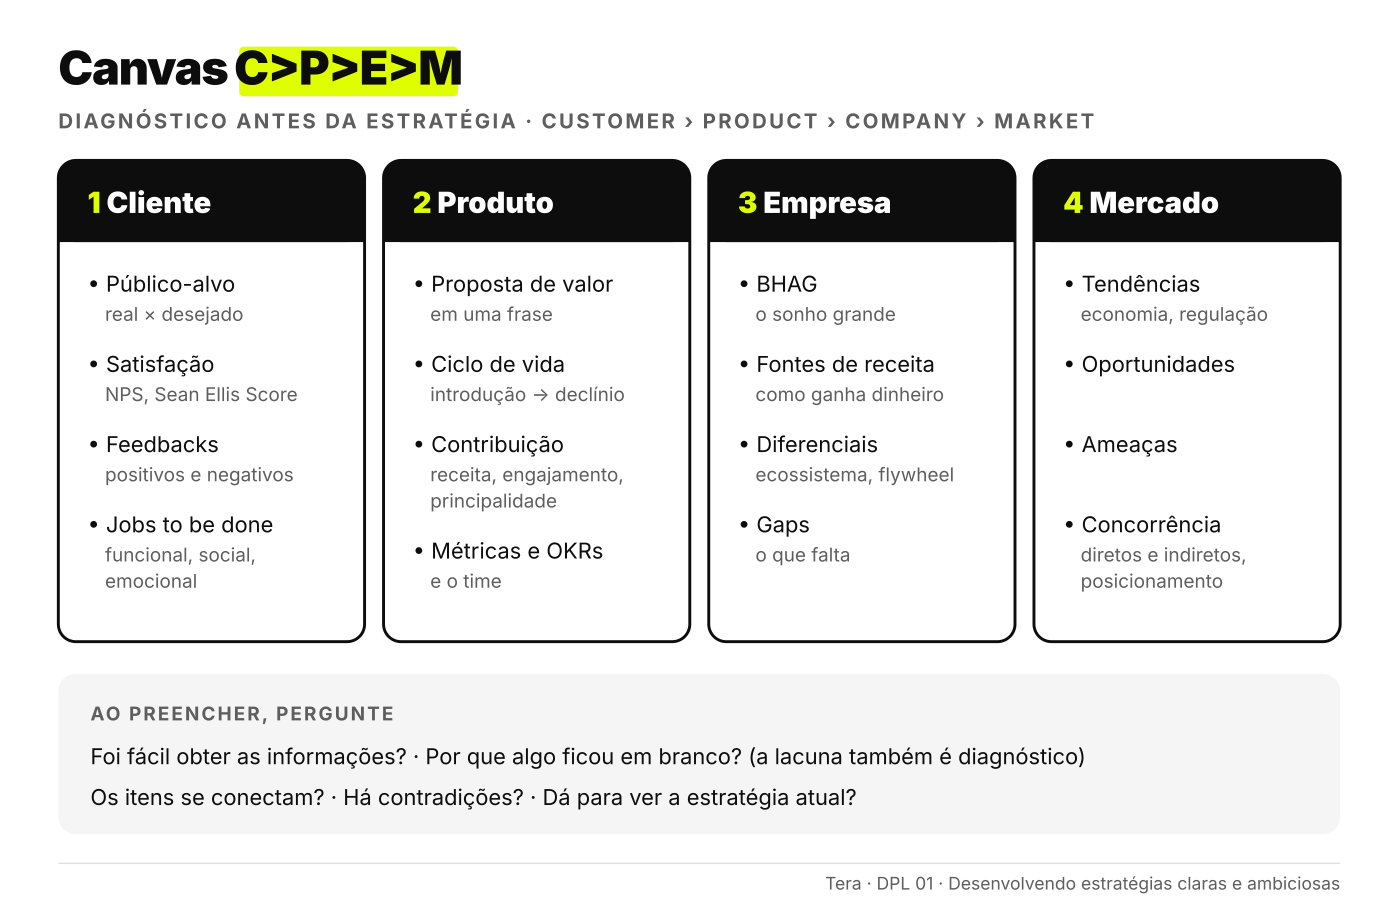 Canvas C>P>E>M
DIAGNÓSTICO ANTES DA ESTRATÉGIA · CUSTOMER › PRODUCT › COMPANY › MARKET
1 Cliente
• Público-alvo
real × desejado
• Satisfação
NPS, Sean Ellis Score
• Feedbacks
positivos e negativos
• Jobs to be done
funcional, social,
emocional
2 Produto
• Proposta de valor
em uma frase
• Ciclo de vida
introdução → declínio
• Contribuição
receita, engajamento,
principalidade
• Métricas e OKRs
e o time
3 Empresa
• BHAG
o sonho grande
• Fontes de receita
como ganha dinheiro
• Diferenciais
ecossistema, flywheel
• Gaps
o que falta
4 Mercado
• Tendências
economia, regulação
• Oportunidades
• Ameaças
• Concorrência
diretos e indiretos,
posicionamento
AO PREENCHER, PERGUNTE
Foi fácil obter as informações? · Por que algo ficou em branco? (a lacuna também é diagnóstico)
Os itens se conectam? · Há contradições? · Dá para ver a estratégia atual?
Tera · DPL 01 · Desenvolvendo estratégias claras e ambiciosas